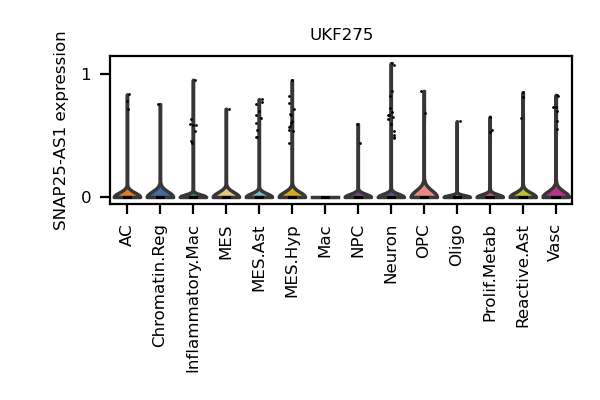 UKF275
SNAP25-AS1 expression
1
0
AC
Chromatin.Reg
Inflammatory.Mac
MES
MES.Ast
MES.Hyp
Mac
NPC
Neuron
OPC
Oligo
Prolif.Metab
Reactive.Ast
Vasc